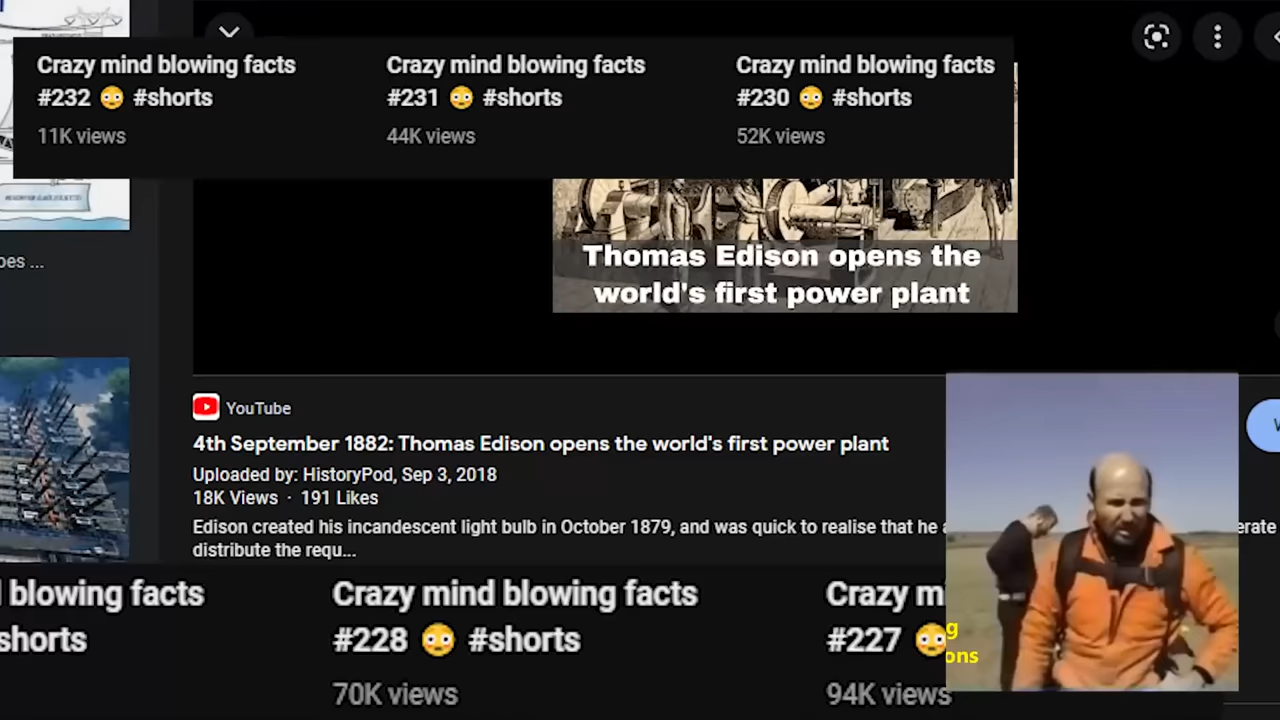 Crazy mind blowing facts
#232 😳 #shorts
11K views
Crazy mind blowing facts
#231 😳 #shorts
44K views
Crazy mind blowing facts
#230 😳 #shorts
52K views
Thomas Edison opens the
world's first power plant
oes ...
YouTube
4th September 1882: Thomas Edison opens the world's first power plant
Uploaded by: HistoryPod, Sep 3, 2018
18K Views · 191 Likes
Edison created his incandescent light bulb in October 1879, and was quick to realise that he a
erate
distribute the requ...
blowing facts
shorts
Crazy mind blowing facts
#228 😳 #shorts
70K views
Crazy m
#227 😳
94K views
g
ons